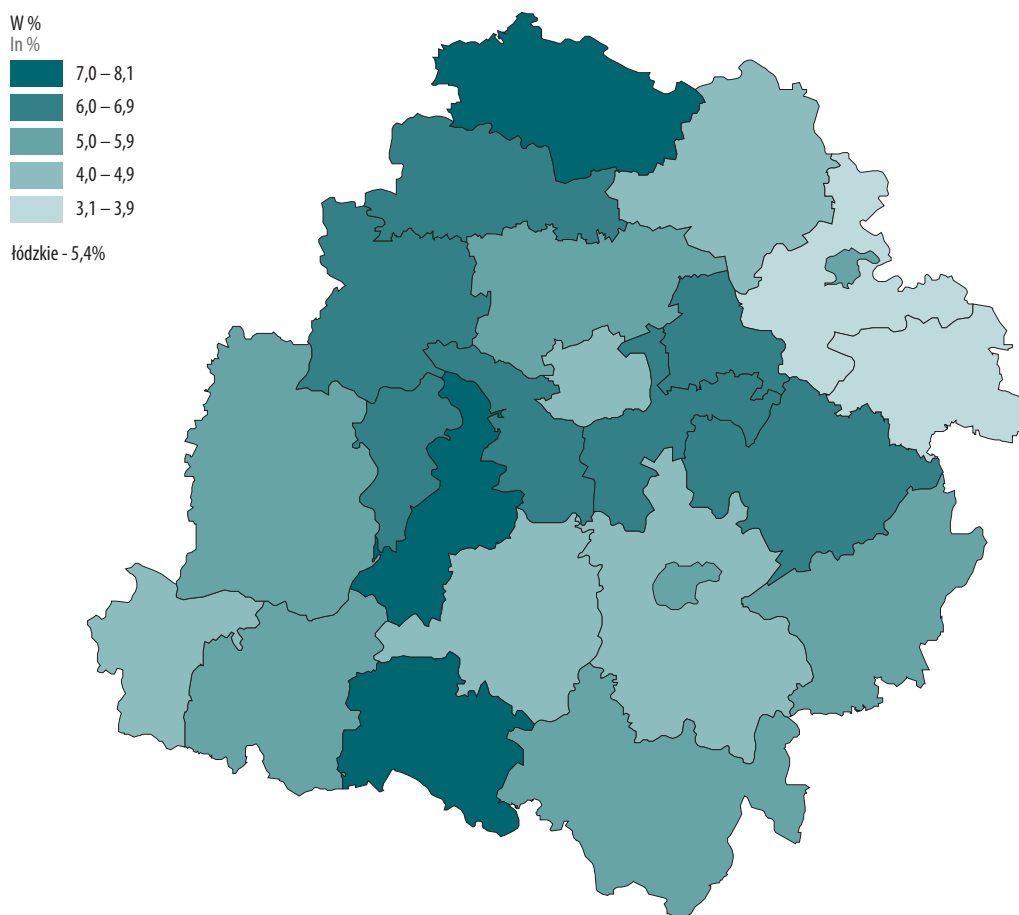 W %
In %
7,0 – 8,1
6,0 – 6,9
5,0 – 5,9
4,0 – 4,9
3,1 – 3,9
łódzkie - 5,4%